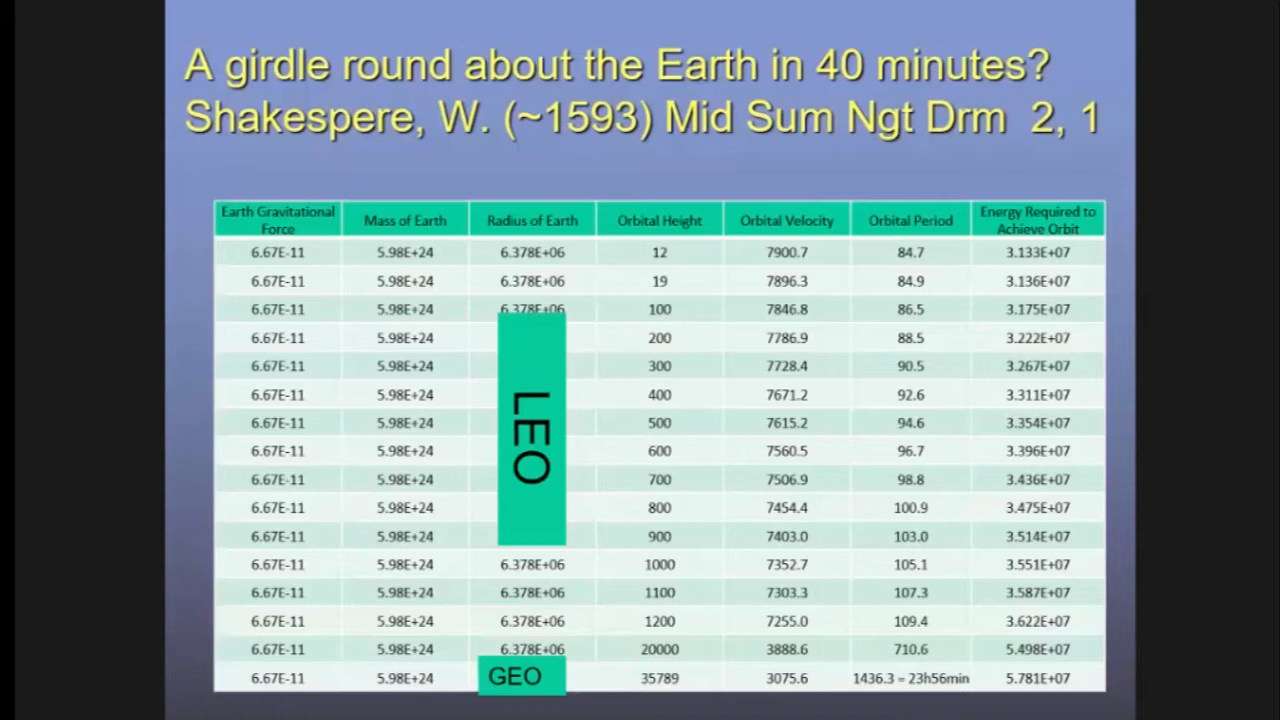 A girdle round about the Earth in 40 minutes?
Shakespere, W. (~1593) Mid Sum Ngt Drm 2, 1
Earth Gravitational Force Mass of Earth Radius of Earth Orbital Height Orbital Velocity Orbital Period Energy Required to Achieve Orbit
6.67E-11 5.98E+24 6.378E+06 12 7900.7 84.7 3.133E+07
6.67E-11 5.98E+24 6.378E+06 19 7896.3 84.9 3.136E+07
6.67E-11 5.98E+24 6.378E+06 100 7846.8 86.5 3.175E+07
6.67E-11 5.98E+24 200 7786.9 88.5 3.222E+07
6.67E-11 5.98E+24 300 7728.4 90.5 3.267E+07
6.67E-11 5.98E+24 400 7671.2 92.6 3.311E+07
6.67E-11 5.98E+24 500 7615.2 94.6 3.354E+07
LEO
6.67E-11 5.98E+24 600 7560.5 96.7 3.396E+07
6.67E-11 5.98E+24 700 7506.9 98.8 3.436E+07
6.67E-11 5.98E+24 800 7454.4 100.9 3.475E+07
6.67E-11 5.98E+24 900 7403.0 103.0 3.514E+07
6.67E-11 5.98E+24 6.378E+06 1000 7352.7 105.1 3.551E+07
6.67E-11 5.98E+24 6.378E+06 1100 7303.3 107.3 3.587E+07
6.67E-11 5.98E+24 6.378E+06 1200 7255.0 109.4 3.622E+07
6.67E-11 5.98E+24 6.378E+06 20000 3888.6 710.6 5.498E+07
6.67E-11 5.98E+24 GEO 35789 3075.6 1436.3 = 23h56min 5.781E+07